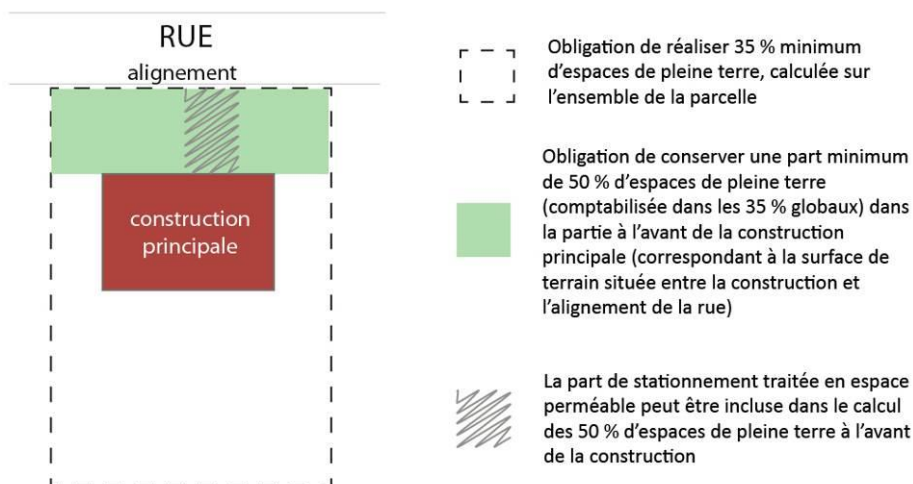 RUE
alignement
construction
principale
Obligation de réaliser 35 % minimum
d'espaces de pleine terre, calculée sur
l'ensemble de la parcelle
Obligation de conserver une part minimum
de 50 % d'espaces de pleine terre
(comptabilisée dans les 35 % globaux) dans
la partie à l'avant de la construction
principale (correspondant à la surface de
terrain située entre la construction et
l'alignement de la rue)
La part de stationnement traitée en espace
perméable peut être incluse dans le calcul
des 50 % d'espaces de pleine terre à l'avant
de la construction